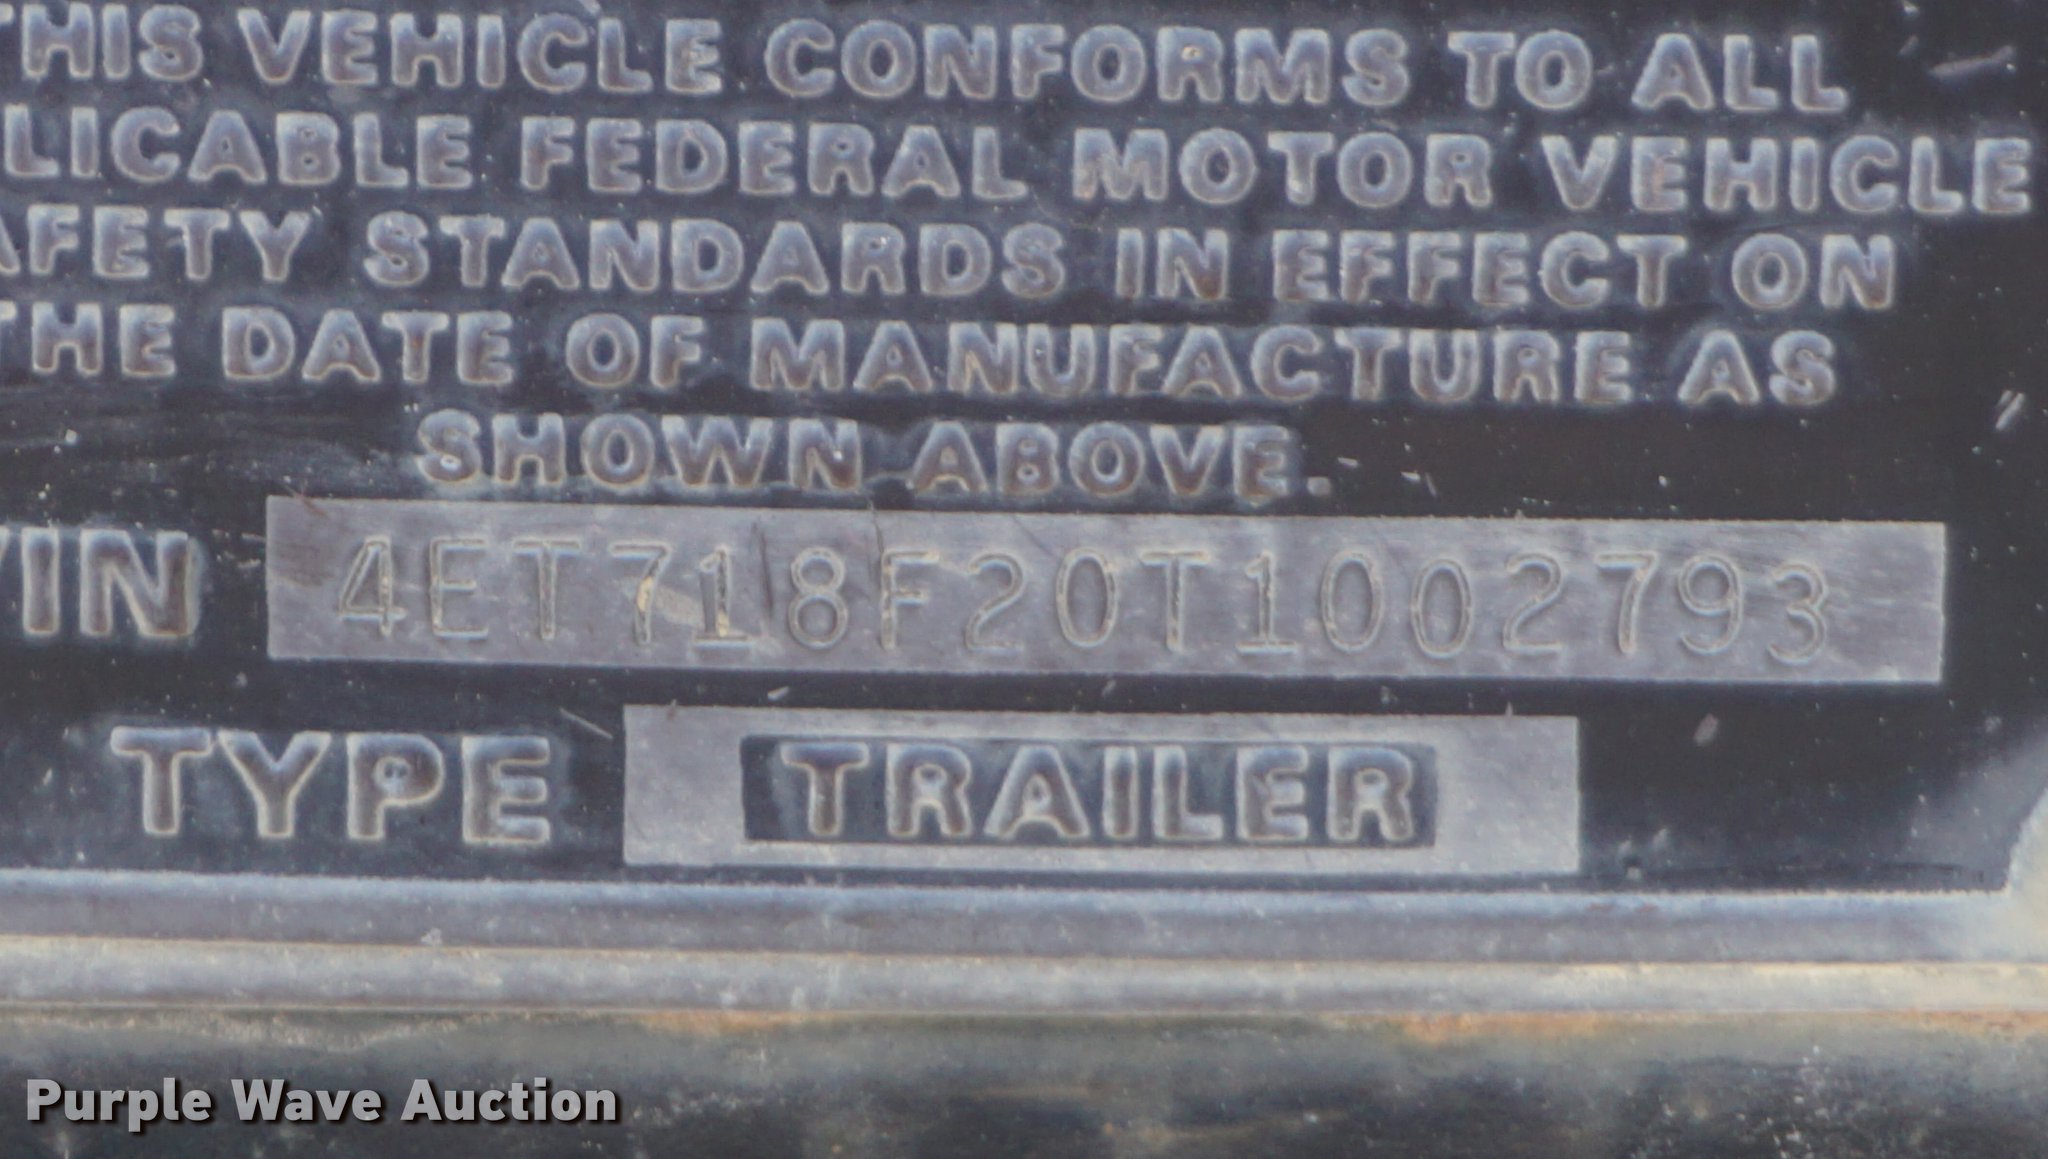 THIS VEHICLE CONFORMS TO ALL
PLICABLE FEDERAL MOTOR VEHICLE
AFETY STANDARDS IN EFFECT ON
THE DATE OF MANUFACTURE AS
SHOWN ABOVE.
VIN 4ET718F20T1002793
TYPE TRAILER
Purple Wave Auction